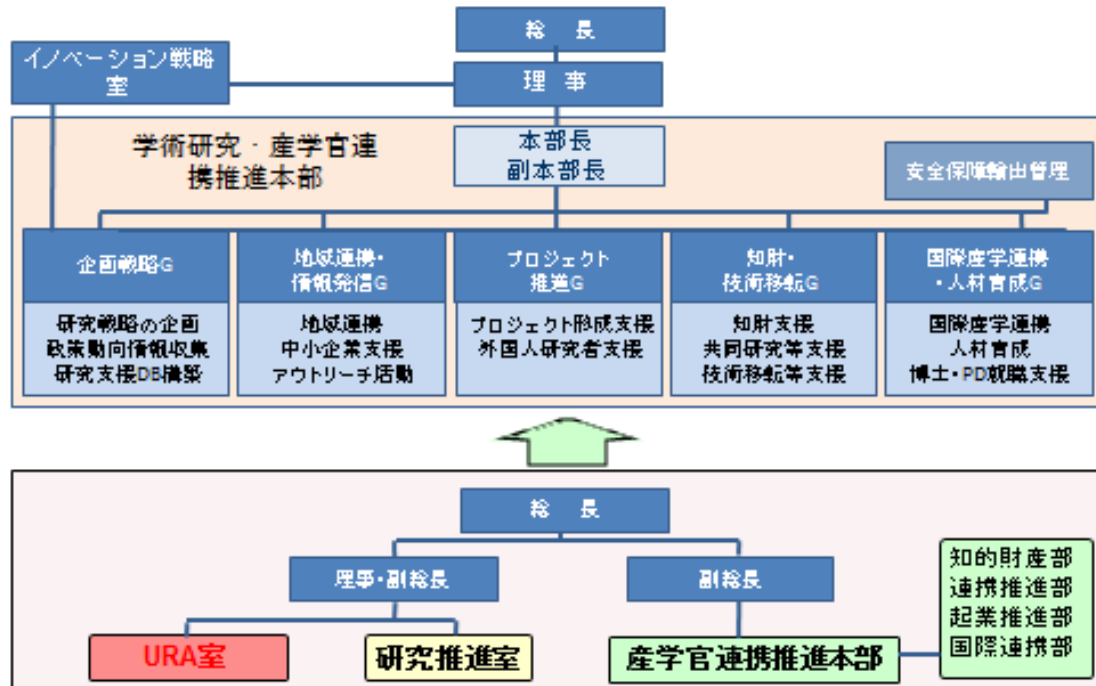 総 長
イノベーション戦略
室
理 事
学術研究・産学官連
携推進本部
本部長
副本部長
安全保障輸出管理
企画戦略G
地域連携・
情報発信G
プロジェクト
推進G
知財・
技術移転G
国際産学連携
・人材育成G
研究戦略の企画
政策動向情報収集
研究支援DB構築
地域連携
中小企業支援
アウトリーチ活動
プロジェクト形成支援
外国人研究者支援
知財支援
共同研究等支援
技術移転等支援
国際産学連携
人材育成
博士・PD就職支援
総 長
理事・副総長
副総長
知的財産部
連携推進部
起業推進部
国際連携部
URA室
研究推進室
産学官連携推進本部